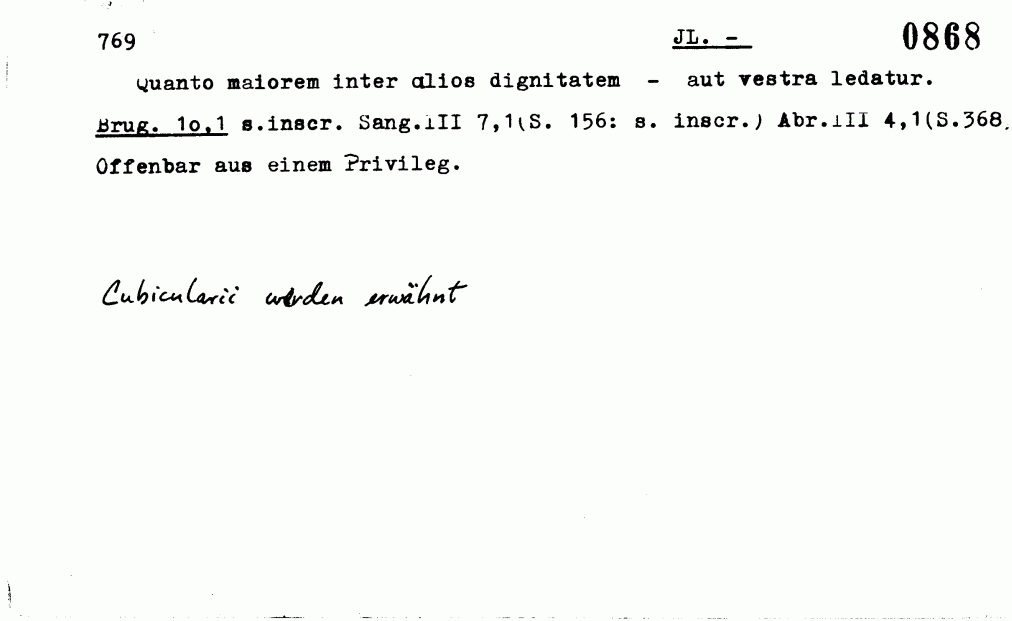 769 JL. - 0868
Quanto maiorem inter alios dignitatem - aut vestra ledatur.
Brug. 1o,1 s.inscr. Sang.III 7,1(S. 156: s. inscr.) Abr.III 4,1(S.368.
Offenbar aus einem Privileg.
Cubicularii werden erwähnt